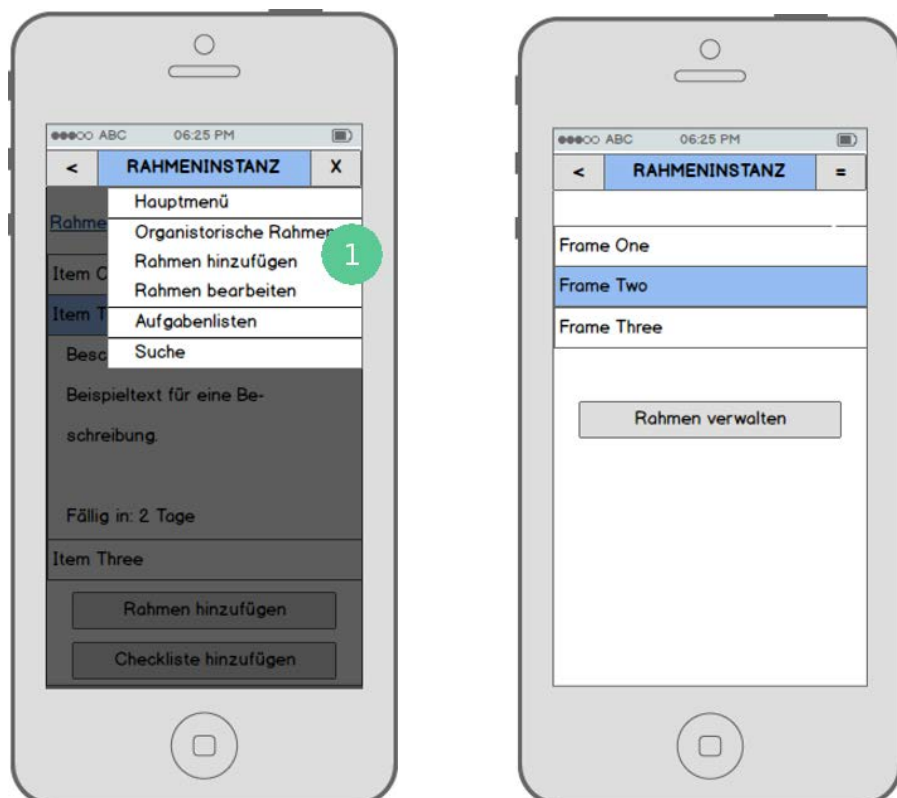 ABC 06:25 PM
< RAHMENINSTANZ X
Hauptmenü
Rahme
Organistorische Rahmen
1
Rahmen hinzufügen
Item
Rahmen bearbeiten
Item T
Aufgabenlisten
Besc
Suche
Beispieltext für eine Be-
schreibung.
Fällig in: 2 Tage
Item Three
Rahmen hinzufügen
Checkliste hinzufügen
ABC 06:25 PM
< RAHMENINSTANZ =
Frame One
Frame Two
Frame Three
Rahmen verwalten